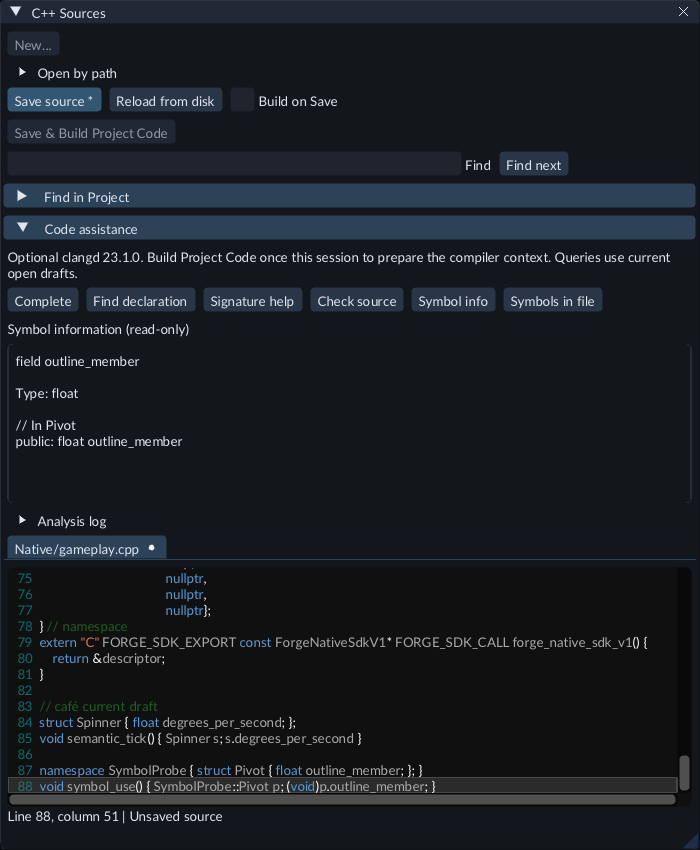 C++ Sources
New...
Open by path
Save source * Reload from disk Build on Save
Save & Build Project Code
Find Find next
Find in Project
Code assistance
Optional clangd 23.1.0. Build Project Code once this session to prepare the compiler context. Queries use current
open drafts.
Complete Find declaration Signature help Check source Symbol info Symbols in file
Symbol information (read-only)
field outline_member
Type: float
// In Pivot
public: float outline_member
Analysis log
Native/gameplay.cpp
75 nullptr,
76 nullptr,
77 nullptr};
78 } // namespace
79 extern "C" FORGE_SDK_EXPORT const ForgeNativeSdkV1* FORGE_SDK_CALL forge_native_sdk_v1() {
80 return &descriptor;
81 }
82
83 // café current draft
84 struct Spinner { float degrees_per_second; };
85 void semantic_tick() { Spinner s; s.degrees_per_second }
86
87 namespace SymbolProbe { struct Pivot { float outline_member; }; }
88 void symbol_use() { SymbolProbe::Pivot p; (void)p.outline_member; }
Line 88, column 51 | Unsaved source